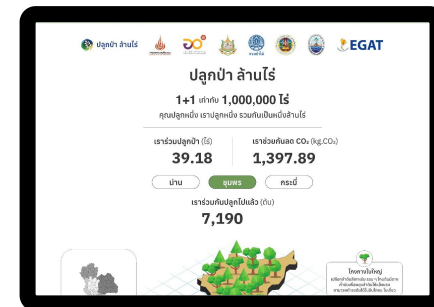 ปลูกป่า ล้านไร่
EGAT
ปลูกป่า ล้านไร่
1+1 เท่ากับ 1,000,000 ไร่
คุณปลูกหนึ่ง เราปลูกหนึ่ง รวมกันเป็นหนึ่งล้านไร่
เราร่วมปลูกป่า (ไร่)
39.18
เราช่วยกันลด CO₂ (kg.CO₂)
1,397.89
น่าน ชุมพร กระบี่
เราร่วมกันปลูกไปแล้ว (ต้น)
7,190
โกงกางใบใหญ่